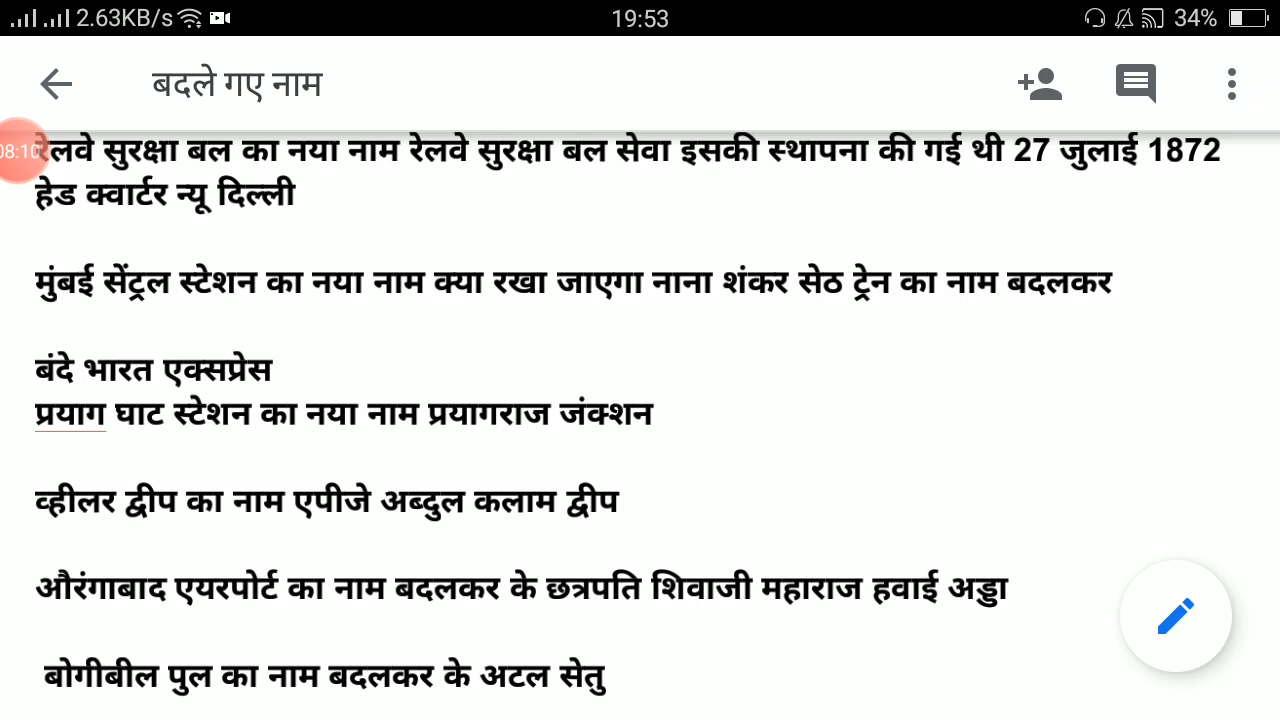 2.63KB/s 19:53 34%
बदले गए नाम
08:10
रेलवे सुरक्षा बल का नया नाम रेलवे सुरक्षा बल सेवा इसकी स्थापना की गई थी 27 जुलाई 1872
हेड क्वार्टर न्यू दिल्ली
मुंबई सेंट्रल स्टेशन का नया नाम क्या रखा जाएगा नाना शंकर सेठ ट्रेन का नाम बदलकर
बंदे भारत एक्सप्रेस
प्रयाग घाट स्टेशन का नया नाम प्रयागराज जंक्शन
व्हीलर द्वीप का नाम एपीजे अब्दुल कलाम द्वीप
औरंगाबाद एयरपोर्ट का नाम बदलकर के छत्रपति शिवाजी महाराज हवाई अड्डा
बोगीबील पुल का नाम बदलकर के अटल सेतु